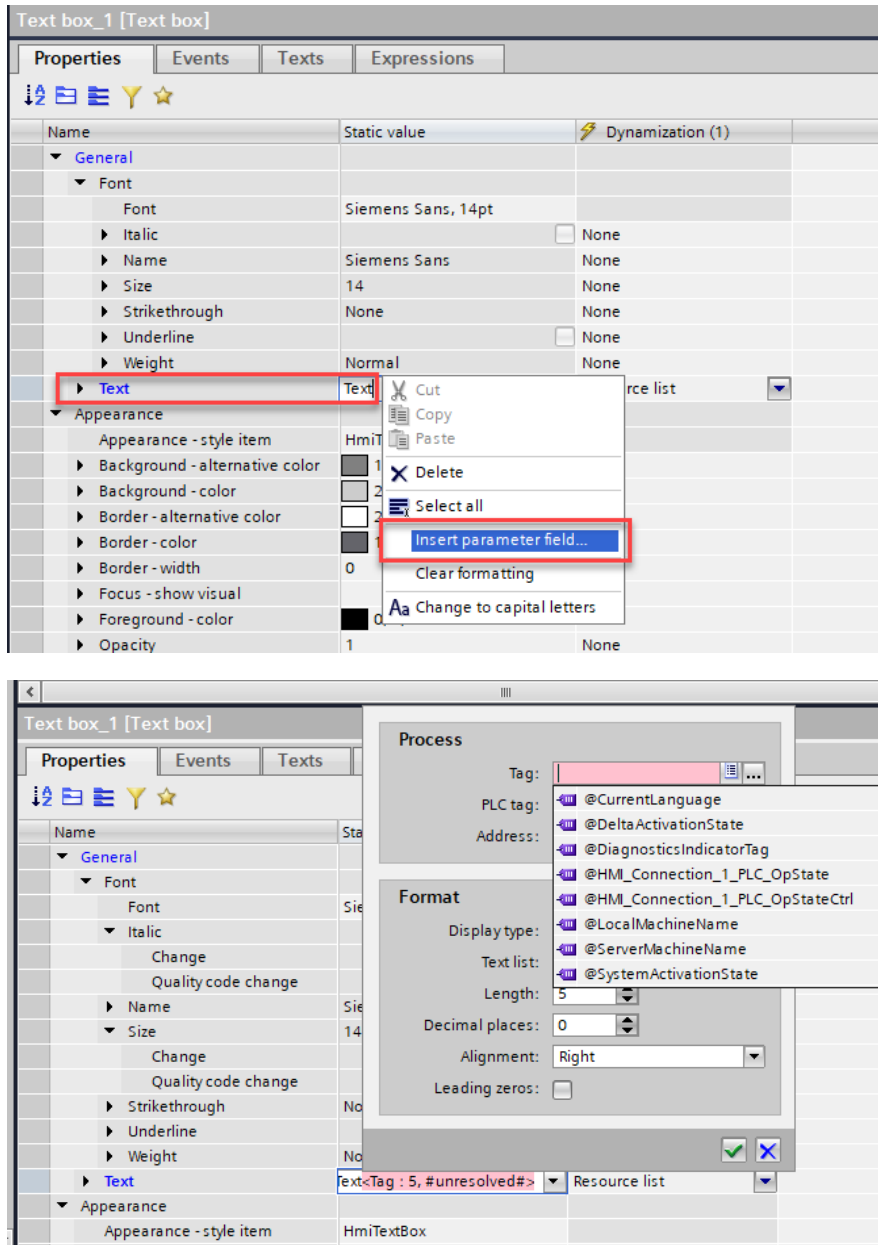 Text box_1 [Text box]
Properties Events Texts Expressions
Name Static value Dynamization (1)
General
Font
Font Siemens Sans, 14pt
Italic None
Name Siemens Sans None
Size 14 None
Strikethrough None None
Underline None
Weight Normal None
Text Text rce list
Cut
Copy
Paste
Delete
Select all
Insert parameter field...
Clear formatting
Aa Change to capital letters
Appearance
Appearance - style item HmiT
Background - alternative color 1
Background - color 2
Border - alternative color 2
Border - color 1
Border - width 0
Focus - show visual
Foreground - color 0,
Opacity 1 None
Text box_1 [Text box]
Properties Events Texts
Name Sta
General
Font
Font Sie
Italic
Change
Quality code change
Name Sie
Size 14
Change
Quality code change
Strikethrough No
Underline
Weight No
Text Text<Tag : 5, #unresolved#> Resource list
Appearance
Appearance - style item HmiTextBox
Process
Tag: ...
PLC tag:
Address:
@CurrentLanguage
@DeltaActivationState
@DiagnosticsIndicatorTag
@HMI_Connection_1_PLC_OpState
@HMI_Connection_1_PLC_OpStateCtrl
@LocalMachineName
@ServerMachineName
@SystemActivationState
Format
Display type:
Text list:
Length: 5
Decimal places: 0
Alignment: Right
Leading zeros: